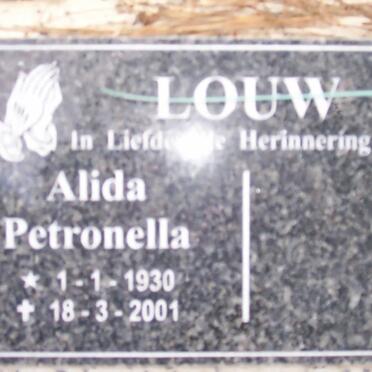 LOUW
In Herinnering
Alida
Petronella
★ 1-1-1930
✝ 18-3-2001